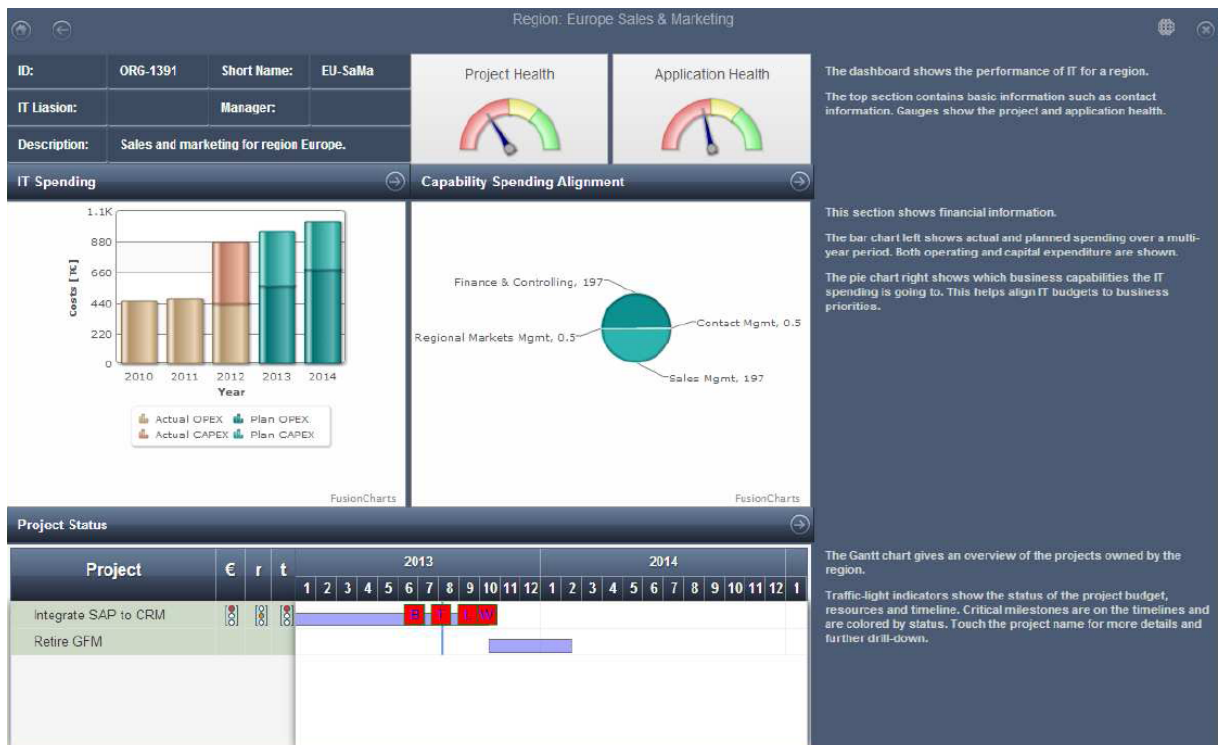 Region: Europe Sales & Marketing
ID: ORG-1391 Short Name: EU-SaMa
IT Liasion: Manager:
Description: Sales and marketing for region Europe.
Project Health
Application Health
The dashboard shows the performance of IT for a region.
The top section contains basic information such as contact
information. Gauges show the project and application health.
IT Spending
Capability Spending Alignment
1.1K
880
660
440
220
0
Costs [T€]
2010 2011 2012 2013 2014
Year
Actual OPEX Plan OPEX
Actual CAPEX Plan CAPEX
FusionCharts
Finance & Controlling, 197
Contact Mgmt, 0.5
Regional Markets Mgmt, 0.5
Sales Mgmt, 197
FusionCharts
This section shows financial information.
The bar chart left shows actual and planned spending over a multi-
year period. Both operating and capital expenditure are shown.
The pie chart right shows which business capabilities the IT
spending is going to. This helps align IT budgets to business
priorities.
Project Status
Project € r t
2013 2014
1 2 3 4 5 6 7 8 9 10 11 12 1 2 3 4 5 6 7 8 9 10 11 12 1
Integrate SAP to CRM
B T I W
Retire GFM
The Gantt chart gives an overview of the projects owned by the
region.
Traffic-light indicators show the status of the project budget,
resources and timeline. Critical milestones are on the timelines and
are colored by status. Touch the project name for more details and
further drill-down.